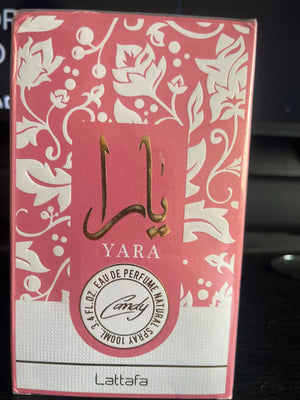 يارا
YARA
3.4 FL.OZ. EAU DE PERFUME NATURAL SPRAY 100ML
Candy
Lattafa